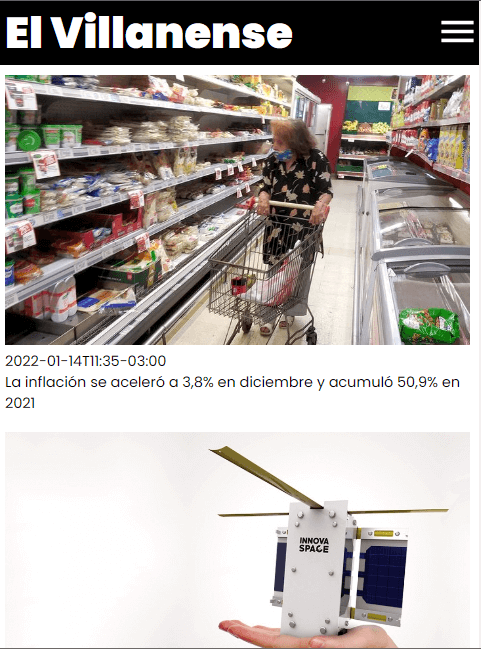 El Villanense
2022-01-14T11:35-03:00
La inflación se aceleró a 3,8% en diciembre y acumuló 50,9% en
2021
INNOVA
SPACE